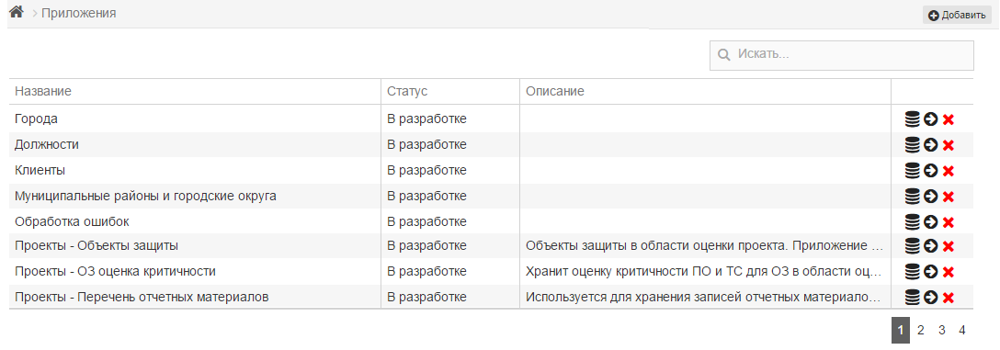 Приложения
Добавить
Искать...
Название Статус Описание
Города В разработке
Должности В разработке
Клиенты В разработке
Муниципальные районы и городские округа В разработке
Обработка ошибок В разработке
Проекты - Объекты защиты В разработке Объекты защиты в области оценки проекта. Приложение ...
Проекты - ОЗ оценка критичности В разработке Хранит оценку критичности ПО и ТС для ОЗ в области оц...
Проекты - Перечень отчетных материалов В разработке Используется для хранения записей отчетных материало...
1 2 3 4